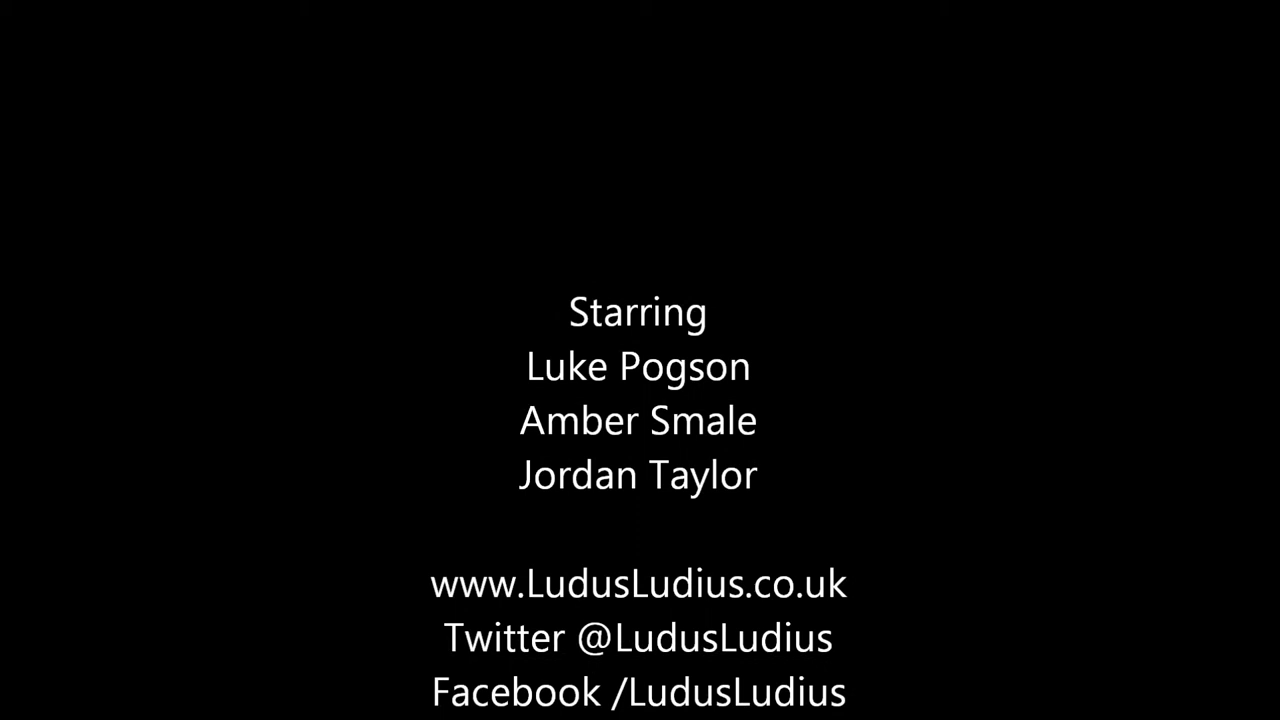 Starring
Luke Pogson
Amber Smale
Jordan Taylor
www.LudusLudius.co.uk
Twitter @LudusLudius
Facebook /LudusLudius